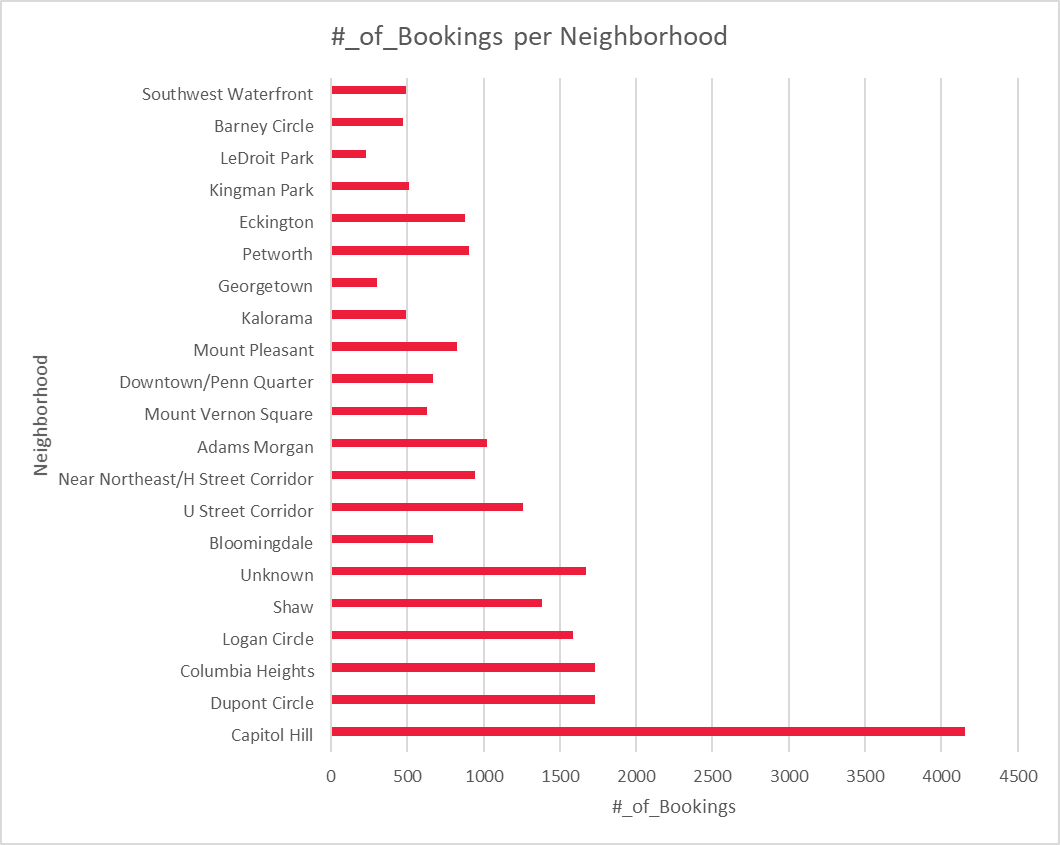 #_of_Bookings per Neighborhood
Neighborhood
Southwest Waterfront
Barney Circle
LeDroit Park
Kingman Park
Eckington
Petworth
Georgetown
Kalorama
Mount Pleasant
Downtown/Penn Quarter
Mount Vernon Square
Adams Morgan
Near Northeast/H Street Corridor
U Street Corridor
Bloomingdale
Unknown
Shaw
Logan Circle
Columbia Heights
Dupont Circle
Capitol Hill
0 500 1000 1500 2000 2500 3000 3500 4000 4500
#_of_Bookings